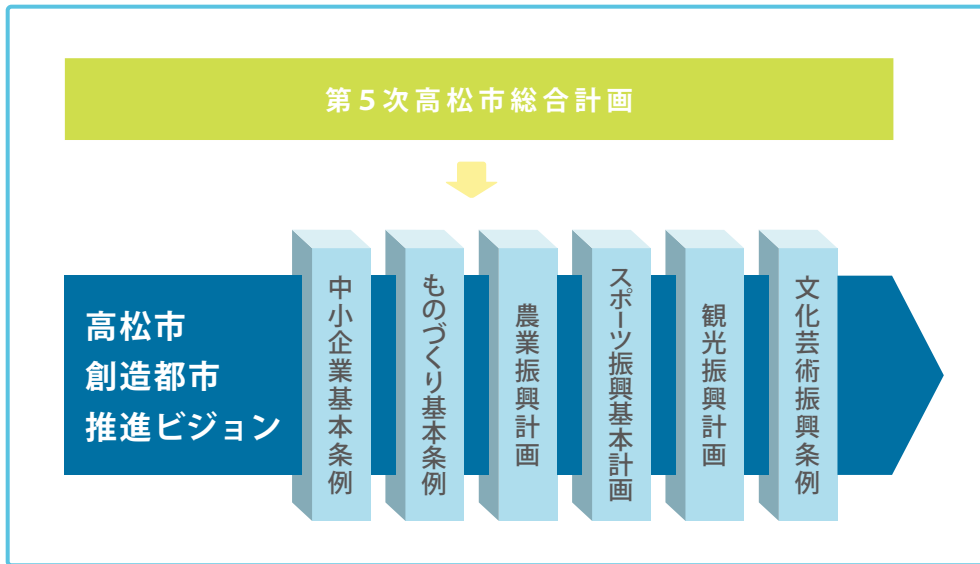 第5次高松市総合計画
高松市
創造都市
推進ビジョン
中小企業基本条例
ものづくり基本条例
農業振興計画
スポーツ振興基本計画
観光振興計画
文化芸術振興条例